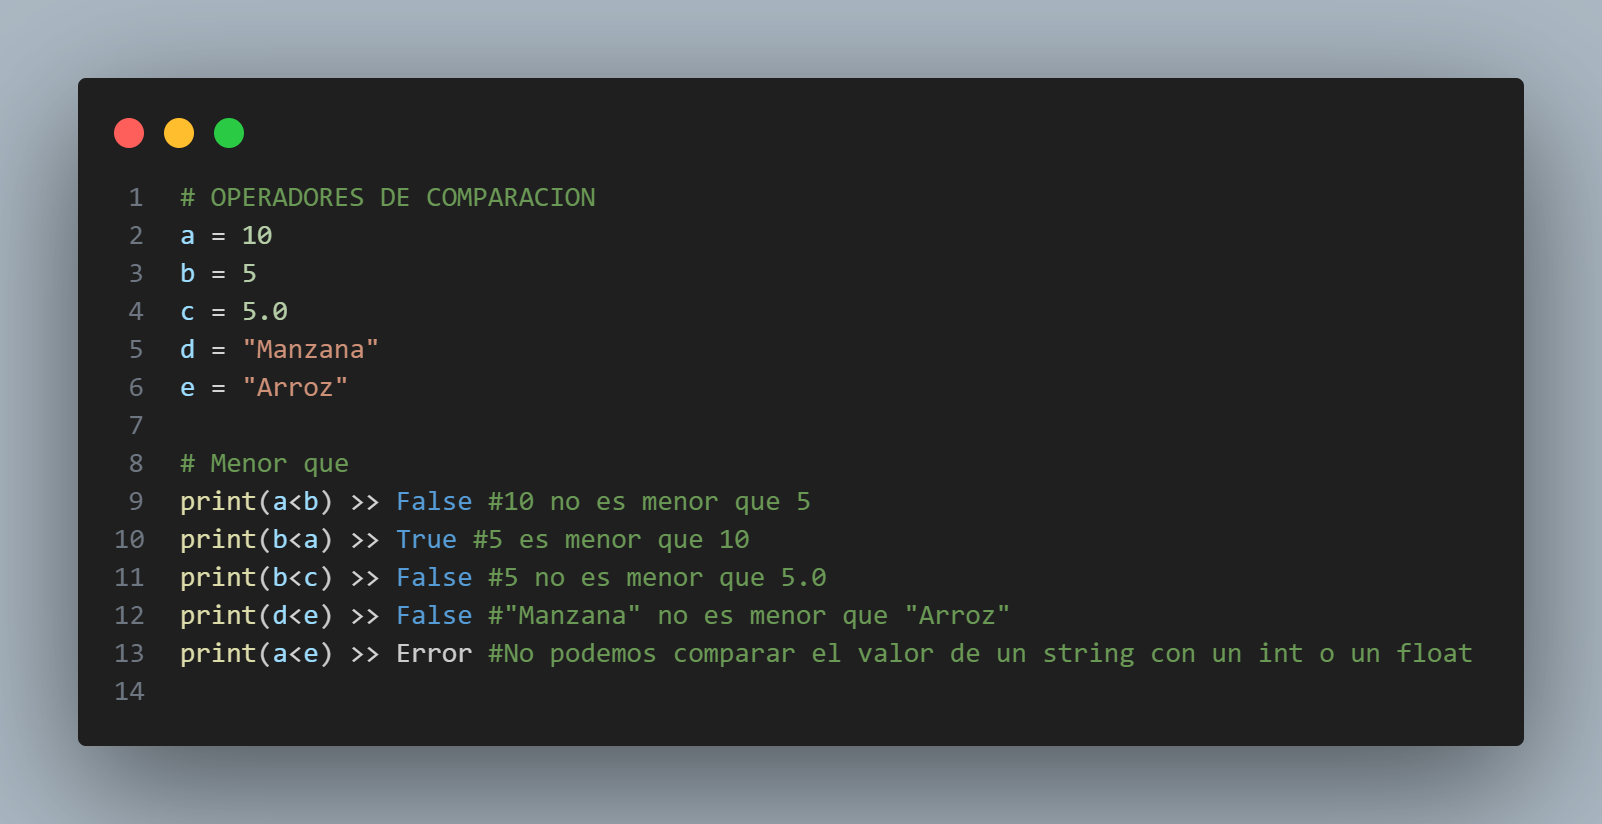 1 # OPERADORES DE COMPARACION
2 a = 10
3 b = 5
4 c = 5.0
5 d = "Manzana"
6 e = "Arroz"
7
8 # Menor que
9 print(a<b) >> False #10 no es menor que 5
10 print(b<a) >> True #5 es menor que 10
11 print(b<c) >> False #5 no es menor que 5.0
12 print(d<e) >> False #"Manzana" no es menor que "Arroz"
13 print(a<e) >> Error #No podemos comparar el valor de un string con un int o un float
14